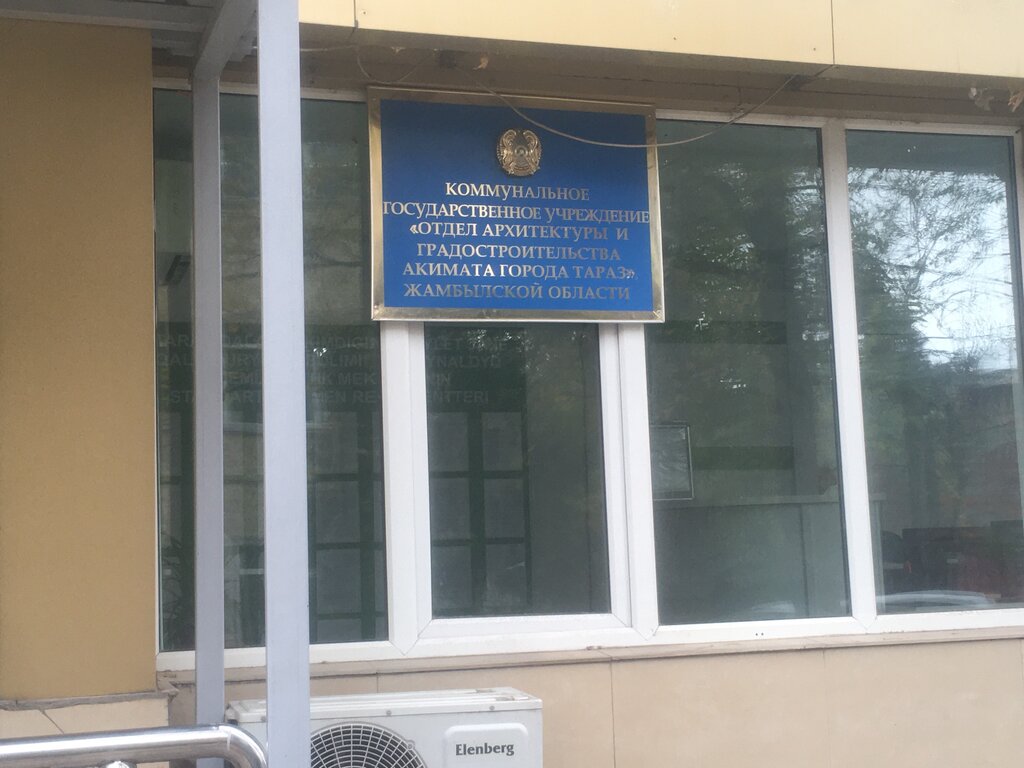 КОММУНАЛЬНОЕ
ГОСУДАРСТВЕННОЕ УЧРЕЖДЕНИЕ
«ОТДЕЛ АРХИТЕКТУРЫ И
ГРАДОСТРОИТЕЛЬСТВА
АКИМАТА ГОРОДА ТАРАЗ»
ЖАМБЫЛСКОЙ ОБЛАСТИ
Elenberg